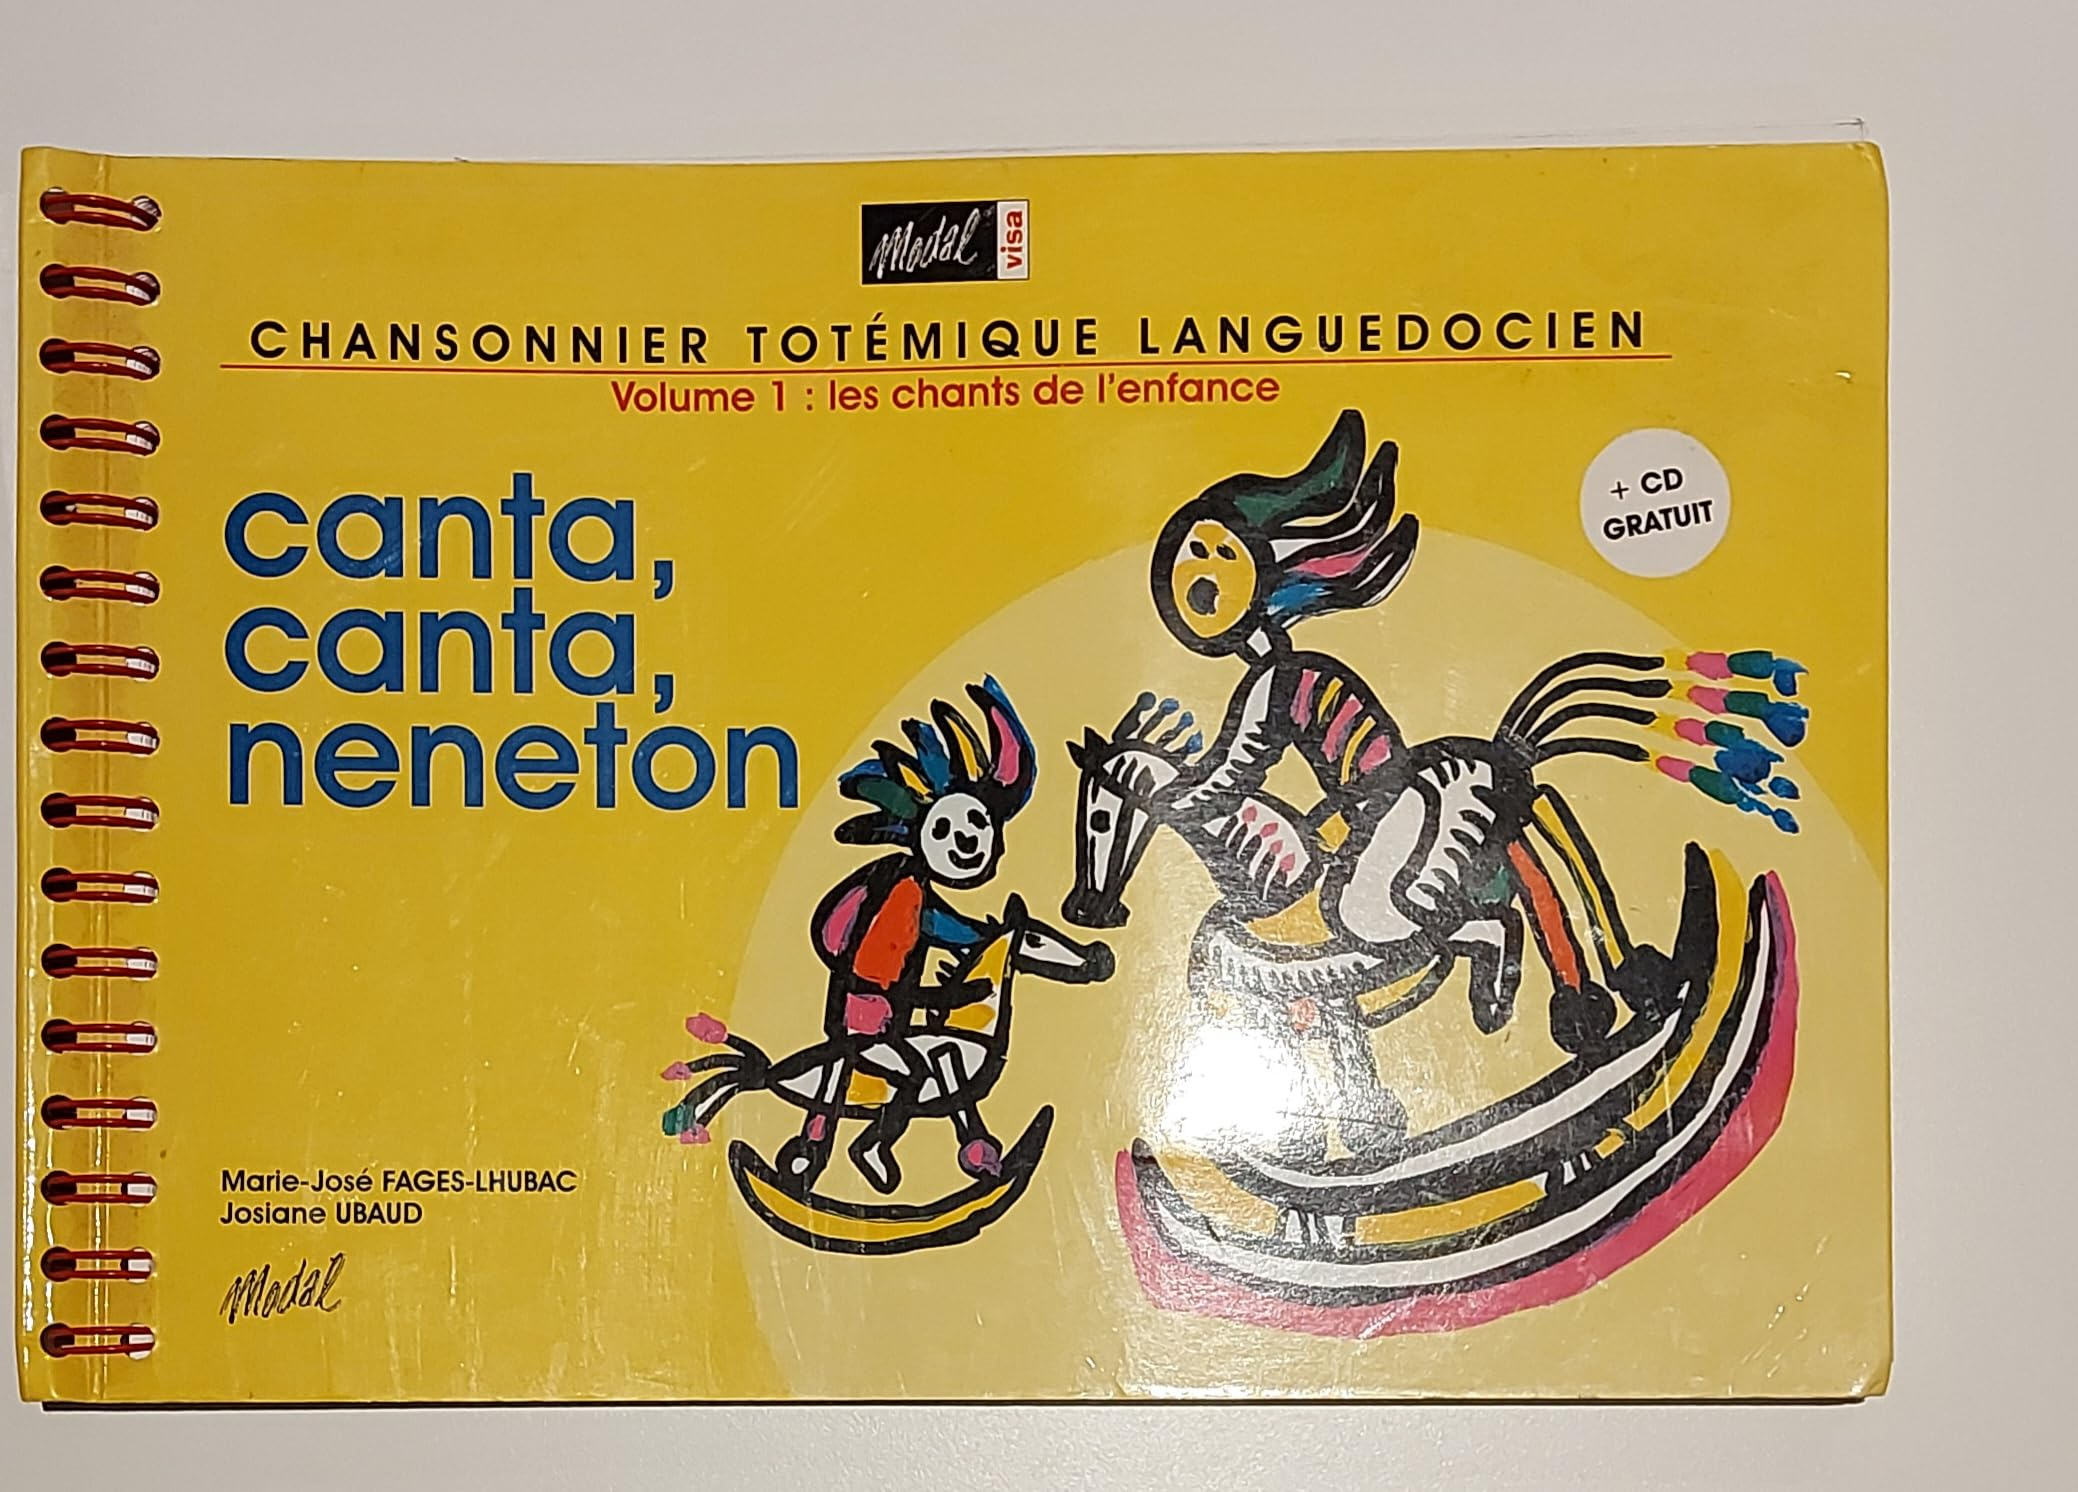 Modal visa
CHANSONNIER TOTÉMIQUE LANGUEDOCIEN
Volume 1 : les chants de l'enfance
+ CD
GRATUIT
canta,
canta,
neneton
Marie-José FAGES-LHUBAC
Josiane UBAUD
Modal